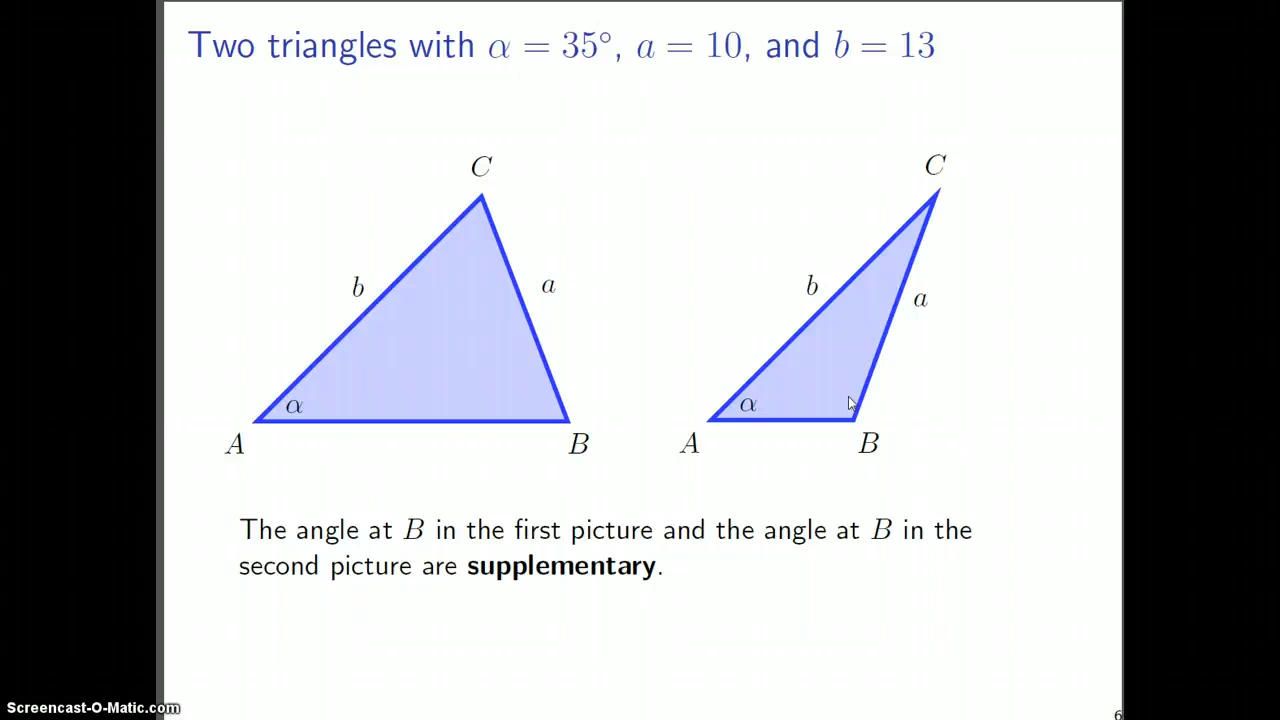 Two triangles with α = 35°, a = 10, and b = 13
C
C
b
a
b
a
α
α
A
B
A
B
The angle at B in the first picture and the angle at B in the
second picture are supplementary.
Screencast-O-Matic.com
6